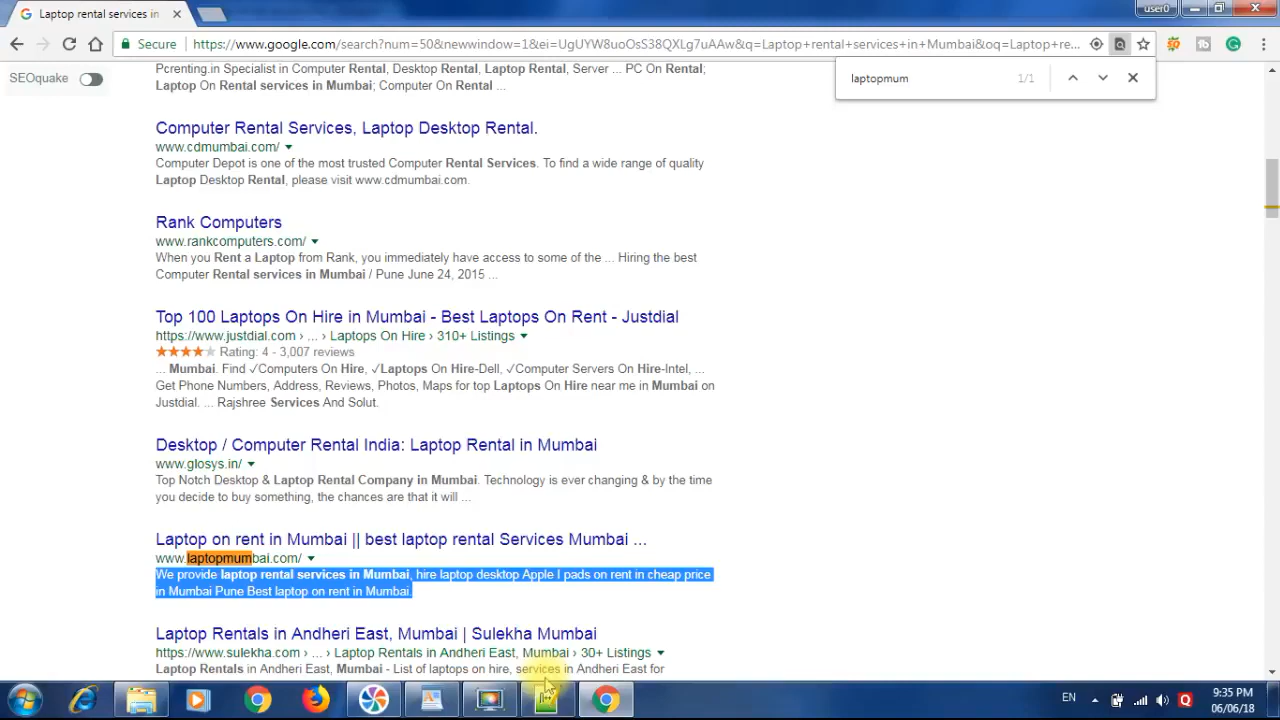 Laptop rental services in
user0
Secure https://www.google.com/search?num=50&newwindow=1&ei=UgUYW8uoOsS38QXLg7uAAw&q=Laptop+rental+services+in+Mumbai&oq=Laptop+re...
SEOquake
laptopmum 1/1
Pcrenting.in Specialist in Computer Rental, Desktop Rental, Laptop Rental, Server ... PC On Rental;
Laptop On Rental services in Mumbai; Computer On Rental ...
Computer Rental Services, Laptop Desktop Rental.
www.cdmumbai.com/
Computer Depot is one of the most trusted Computer Rental Services. To find a wide range of quality
Laptop Desktop Rental, please visit www.cdmumbai.com.
Rank Computers
www.rankcomputers.com/
When you Rent a Laptop from Rank, you immediately have access to some of the ... Hiring the best
Computer Rental services in Mumbai / Pune June 24, 2015 ...
Top 100 Laptops On Hire in Mumbai - Best Laptops On Rent - Justdial
https://www.justdial.com › ... › Laptops On Hire › 310+ Listings
Rating: 4 - 3,007 reviews
... Mumbai. Find ✓Computers On Hire, ✓Laptops On Hire-Dell, ✓Computer Servers On Hire-Intel, ...
Get Phone Numbers, Address, Reviews, Photos, Maps for top Laptops On Hire near me in Mumbai on
Justdial. ... Rajshree Services And Solut.
Desktop / Computer Rental India: Laptop Rental in Mumbai
www.glosys.in/
Top Notch Desktop & Laptop Rental Company in Mumbai. Technology is ever changing & by the time
you decide to buy something, the chances are that it will ...
Laptop on rent in Mumbai || best laptop rental Services Mumbai ...
www.laptopmumbai.com/
We provide laptop rental services in Mumbai, hire laptop desktop Apple I pads on rent in cheap price
in Mumbai Pune Best laptop on rent in Mumbai.
Laptop Rentals in Andheri East, Mumbai | Sulekha Mumbai
https://www.sulekha.com › ... › Laptop Rentals in Andheri East, Mumbai › 30+ Listings
Laptop Rentals in Andheri East, Mumbai - List of laptops on hire, services in Andheri East for
EN
9:35 PM
06/06/18